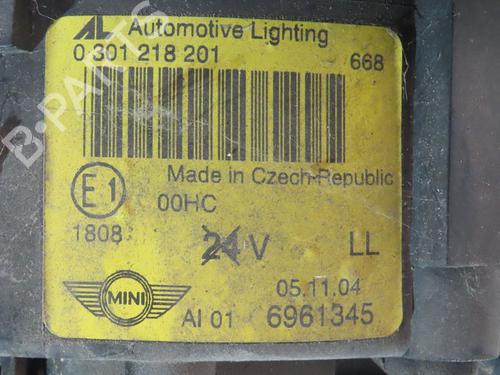 AL Automotive Lighting
0 301 218 201 668
Made in Czech Republic
E1 00HC
1808 24 V LL
MINI 05.11.04
AI 01 6961345
B-PARTS